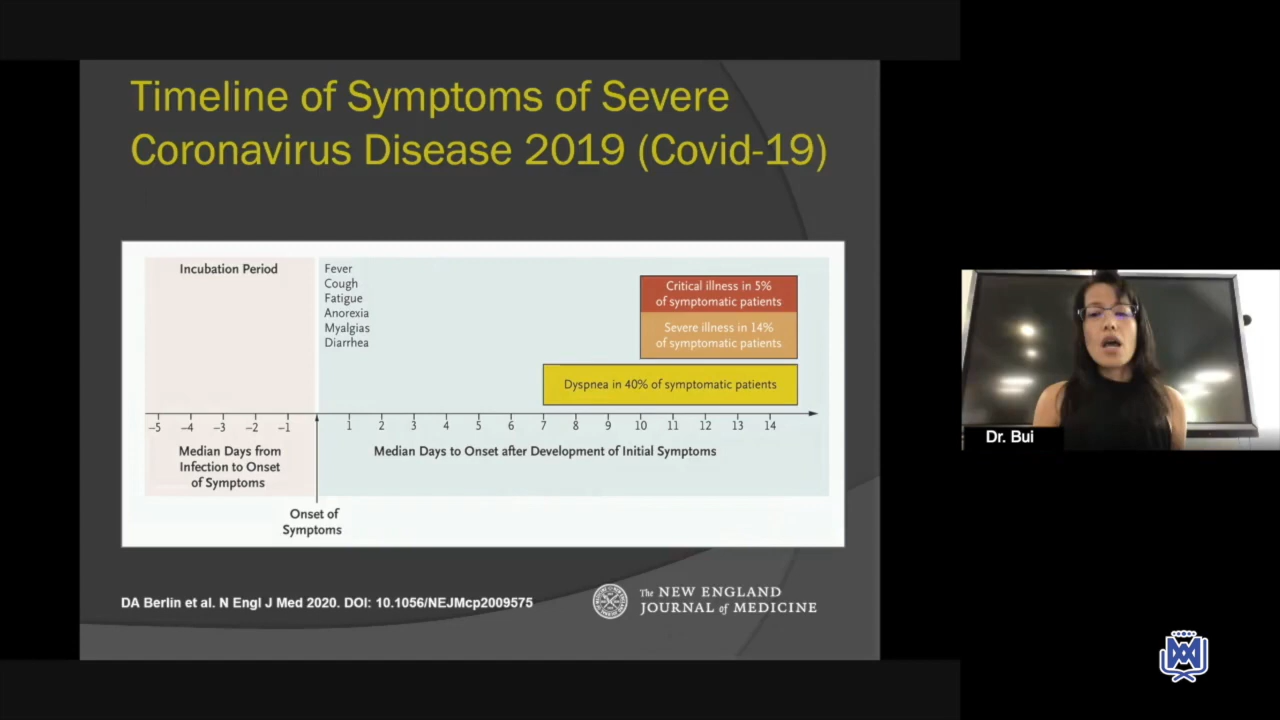 Timeline of Symptoms of Severe
Coronavirus Disease 2019 (Covid-19)
Incubation Period
Fever
Cough
Fatigue
Anorexia
Myalgias
Diarrhea
Critical illness in 5%
of symptomatic patients
Severe illness in 14%
of symptomatic patients
Dyspnea in 40% of symptomatic patients
−5 −4 −3 −2 −1 1 2 3 4 5 6 7 8 9 10 11 12 13 14
Median Days from
Infection to Onset
of Symptoms
Median Days to Onset after Development of Initial Symptoms
Onset of
Symptoms
DA Berlin et al. N Engl J Med 2020. DOI: 10.1056/NEJMcp2009575
The NEW ENGLAND
JOURNAL of MEDICINE
Dr. Bui